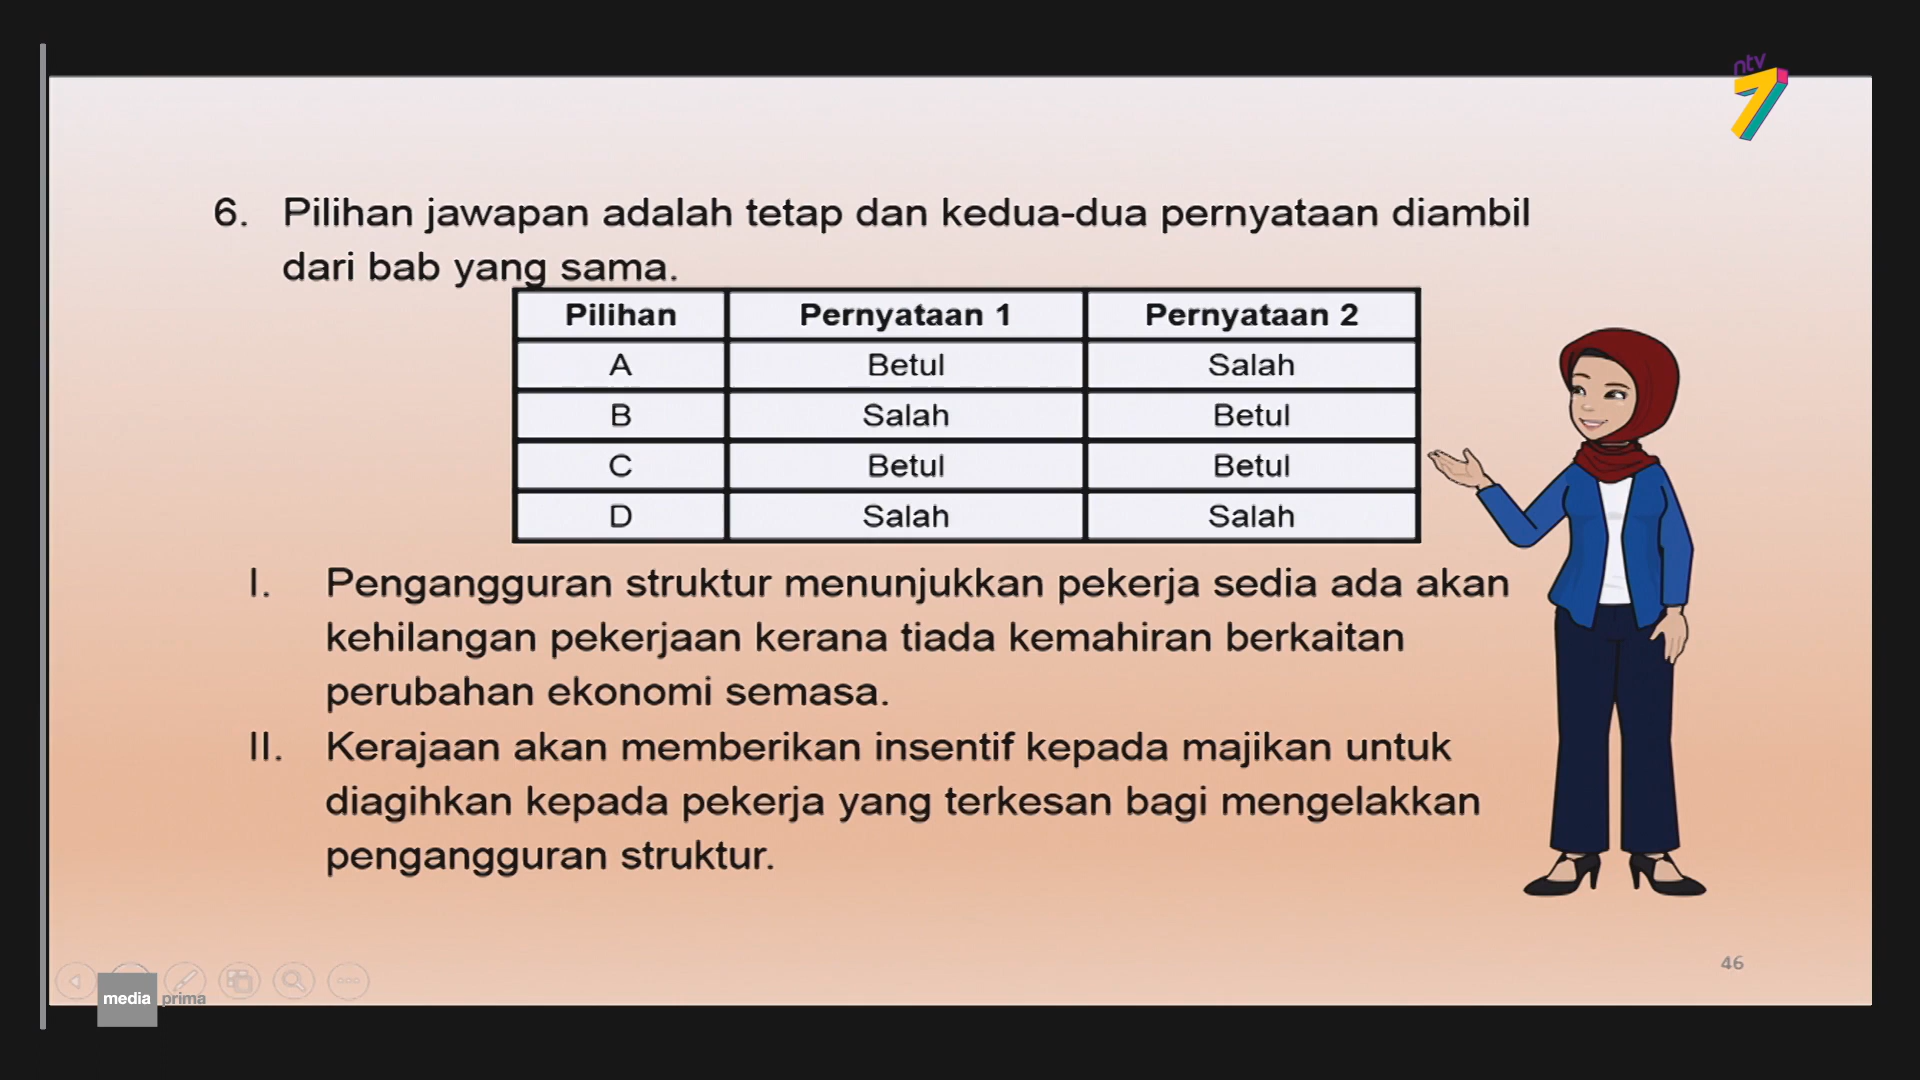 ntv
7
6. Pilihan jawapan adalah tetap dan kedua-dua pernyataan diambil
dari bab yang sama.
Pilihan Pernyataan 1 Pernyataan 2
A Betul Salah
B Salah Betul
C Betul Betul
D Salah Salah
I. Pengangguran struktur menunjukkan pekerja sedia ada akan
kehilangan pekerjaan kerana tiada kemahiran berkaitan
perubahan ekonomi semasa.
II. Kerajaan akan memberikan insentif kepada majikan untuk
diagihkan kepada pekerja yang terkesan bagi mengelakkan
pengangguran struktur.
46
media prima